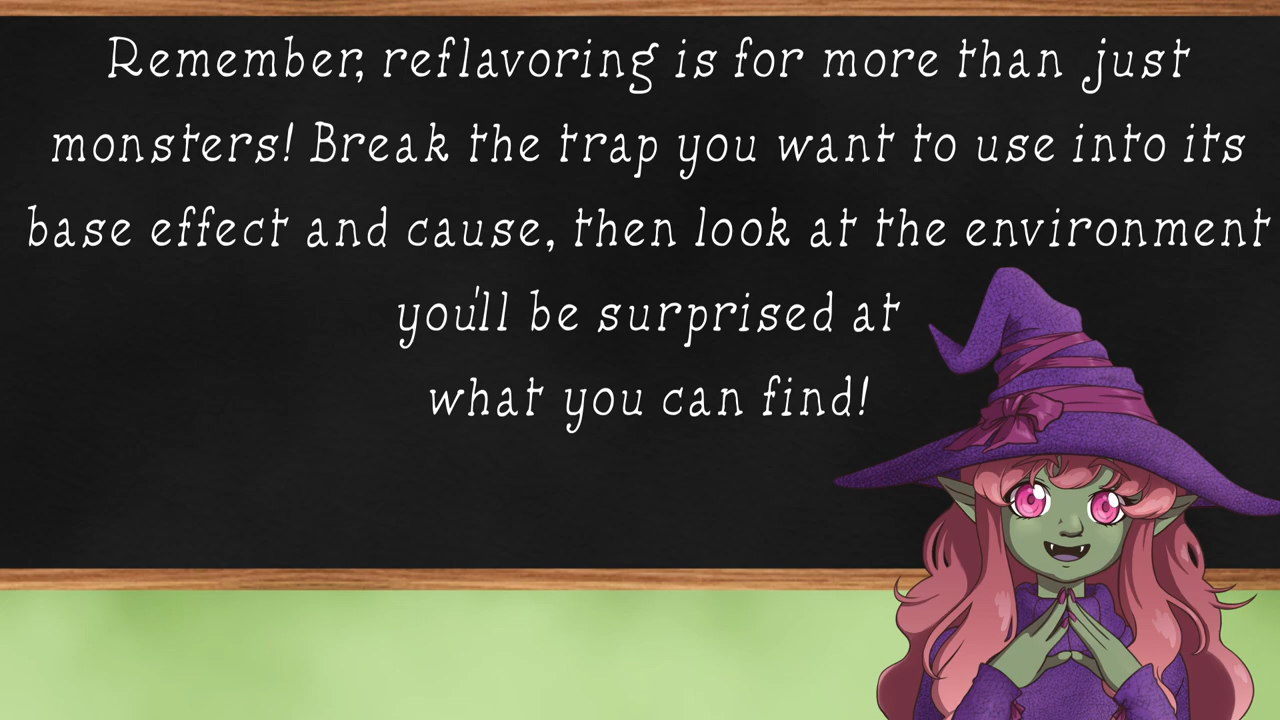 Remember, reflavoring is for more than just
monsters! Break the trap you want to use into its
base effect and cause, then look at the environment
you'll be surprised at
what you can find!